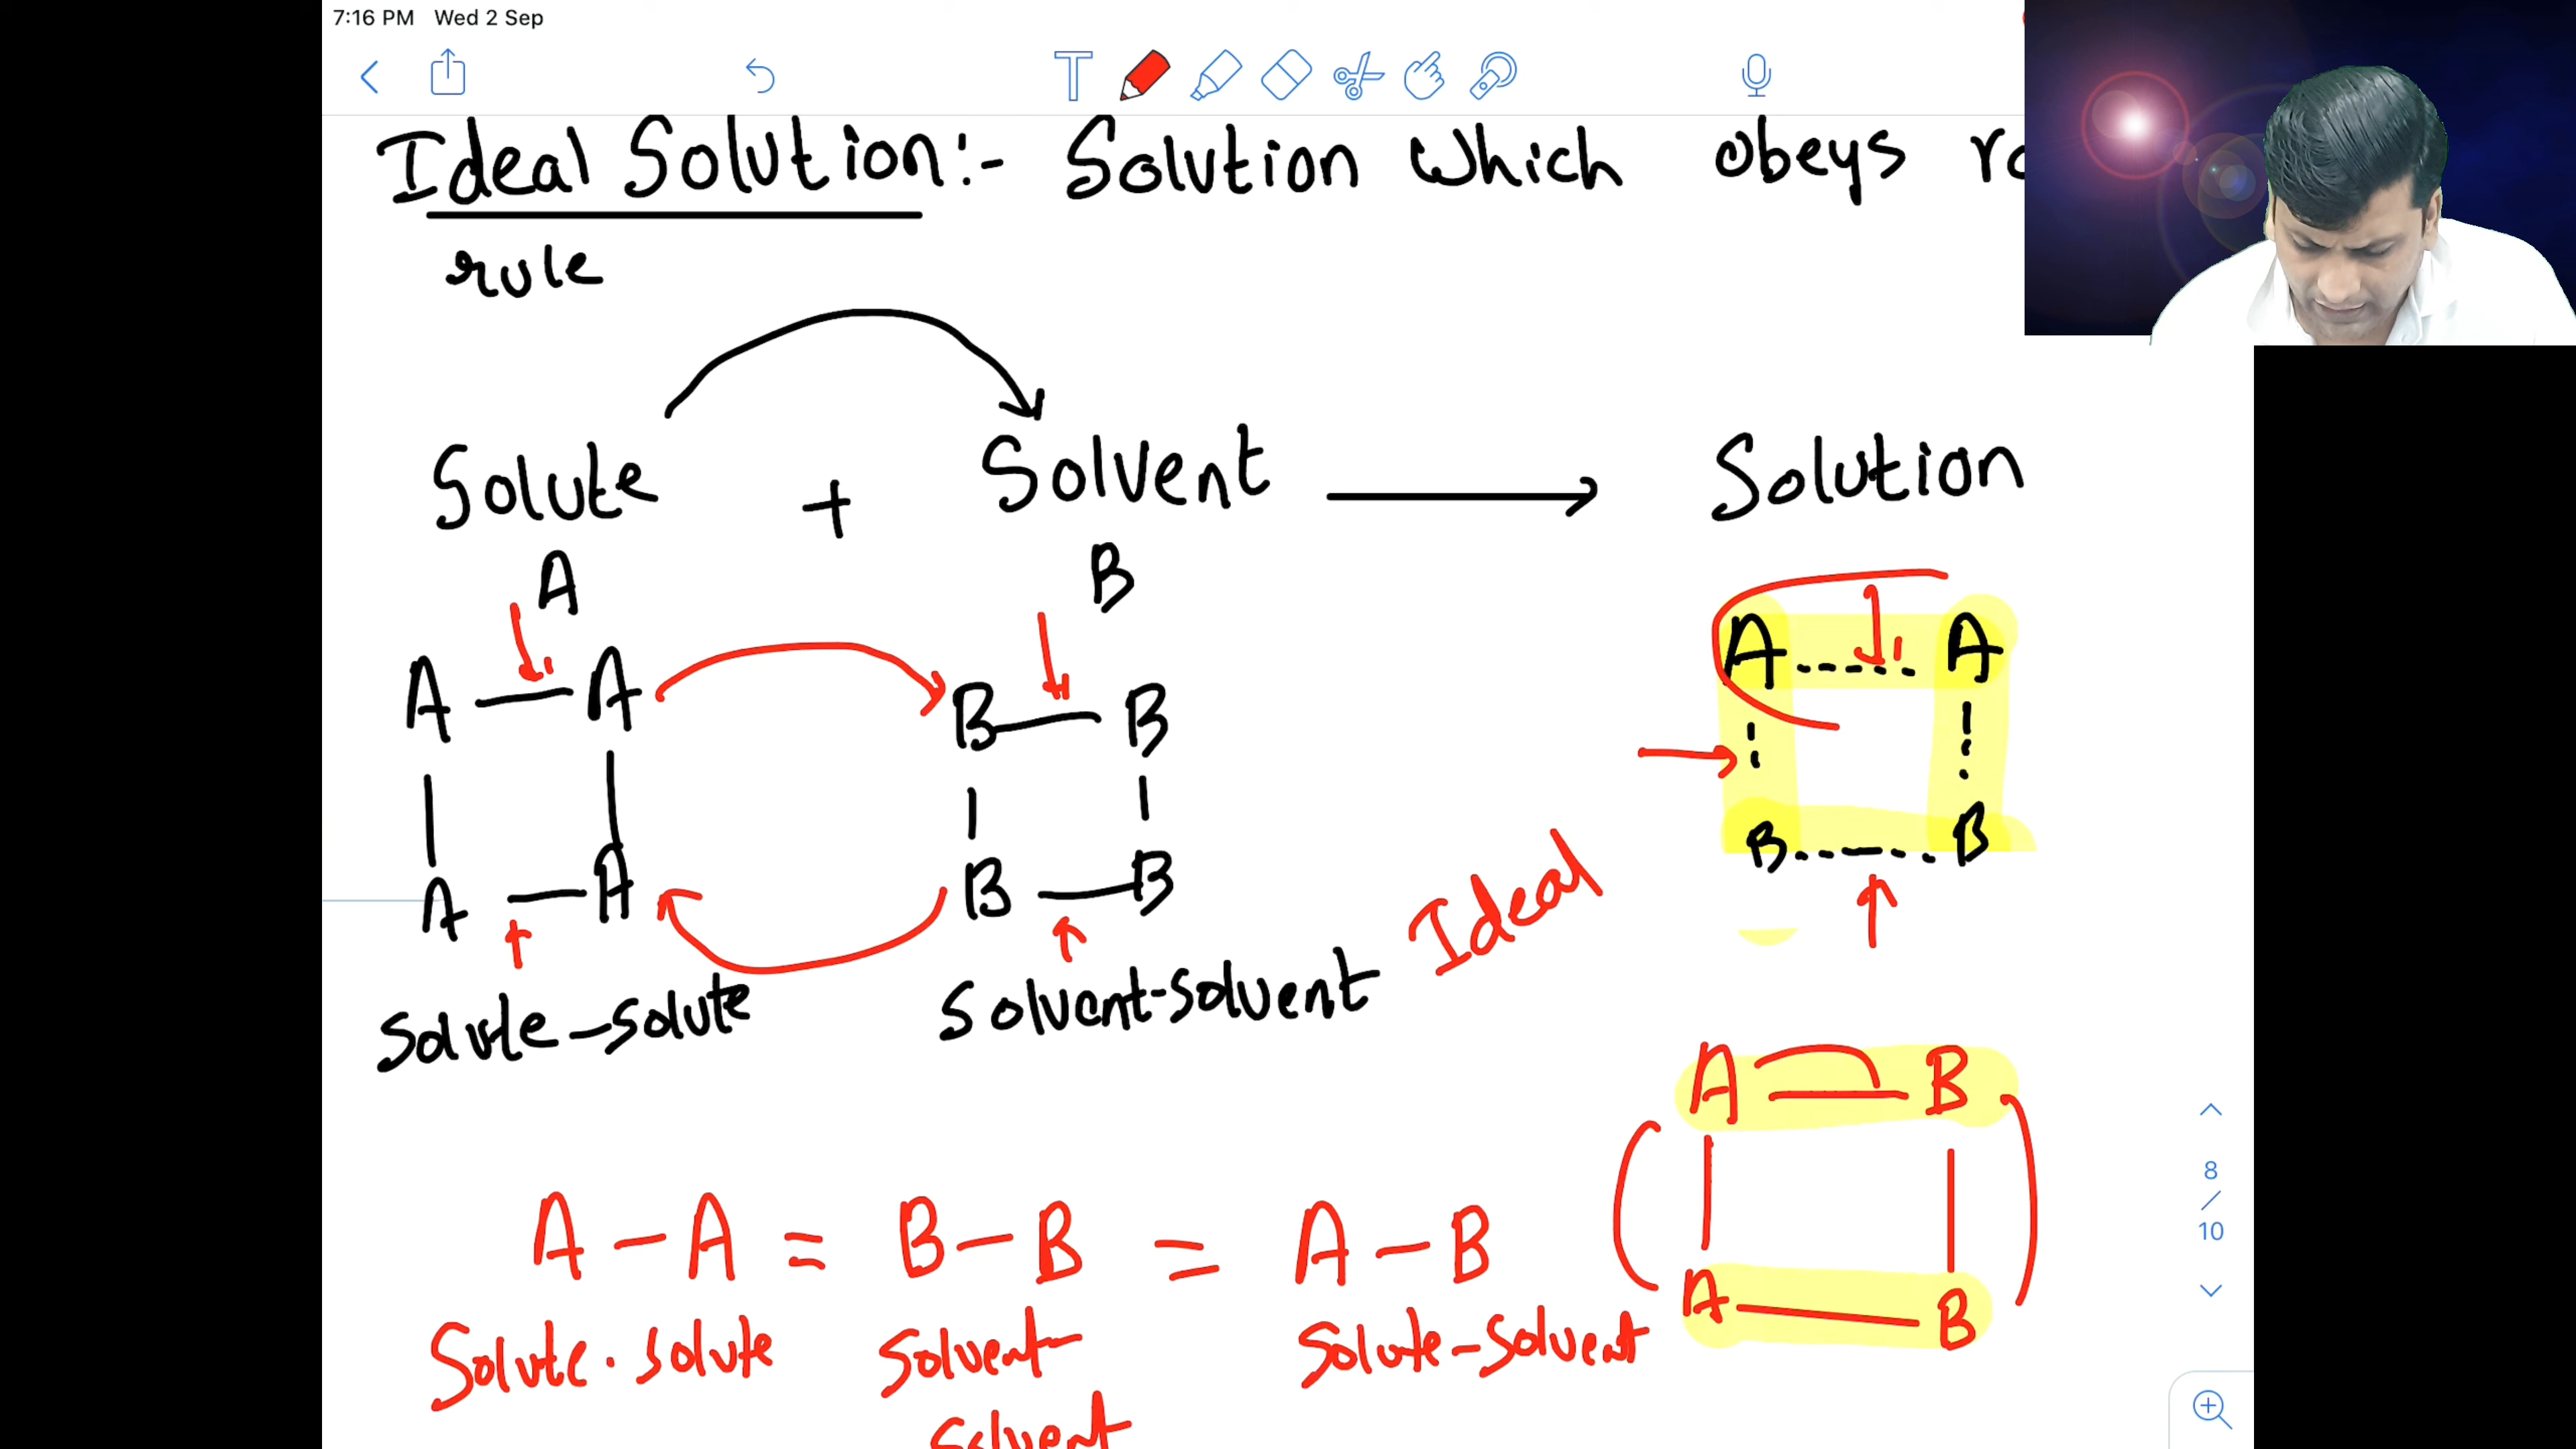 7:16 PM Wed 2 Sep
T
Ideal Solution:- Solution which obeys
rule
Solute + Solvent → Solution
A B
A — A B — B A A
A — A B — B B B
Ideal
Solute-solute Solvent-solvent
A B
A - A = B - B = A - B
A B
Solute.solute Solvent- Solute-solvent
solvent
8
/
10